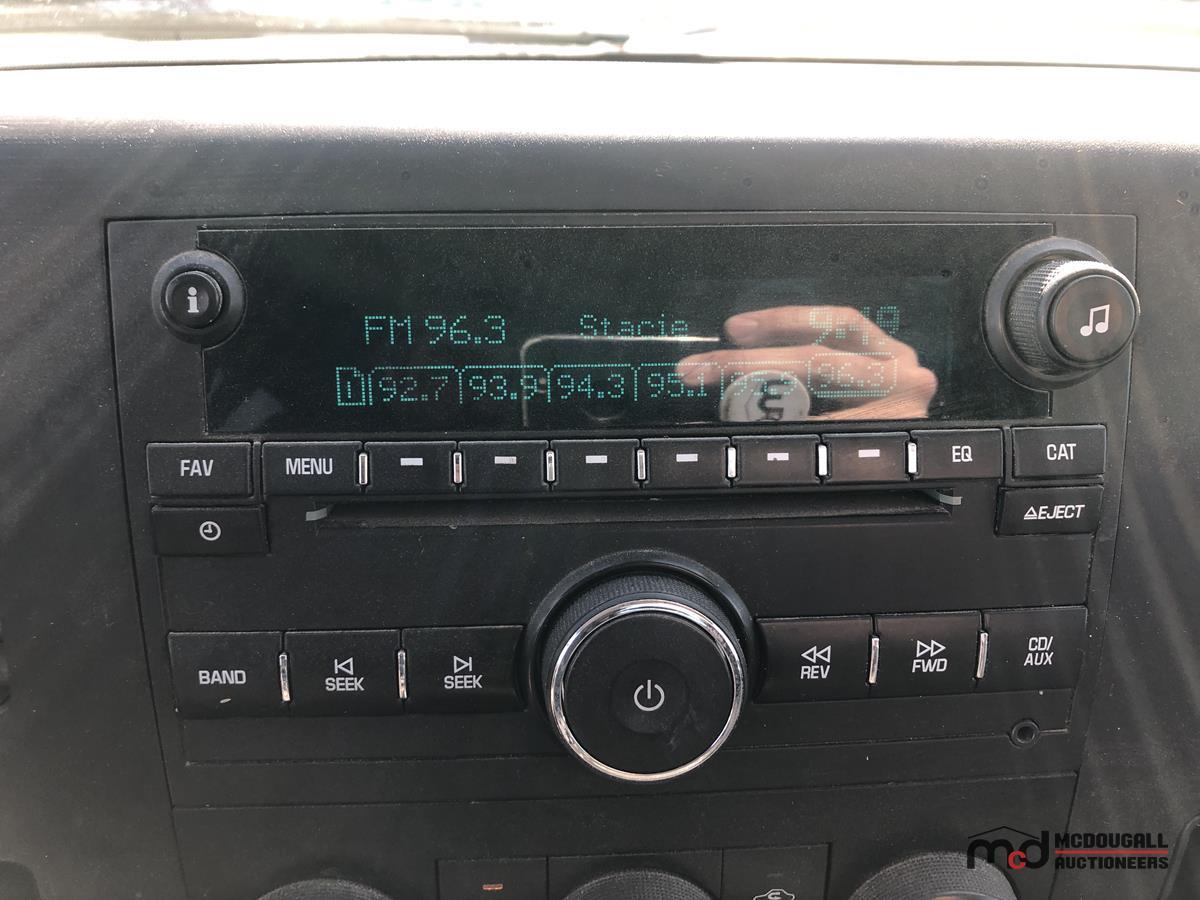 i
FM 96.3 Stacie
92.7 93.9 94.3 95.1 96.3
FAV MENU EQ CAT
EJECT
BAND SEEK SEEK REV FWD CD/
AUX
MCDOUGALL
mcd AUCTIONEERS